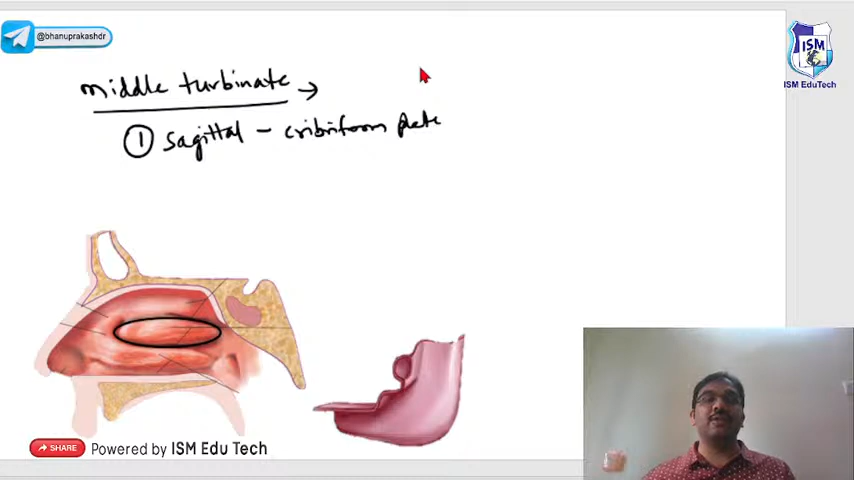 @bhanuprakashdr
ISM
ISM EduTech
middle turbinate →
① Sagittal - cribriform plate
SHARE Powered by ISM Edu Tech